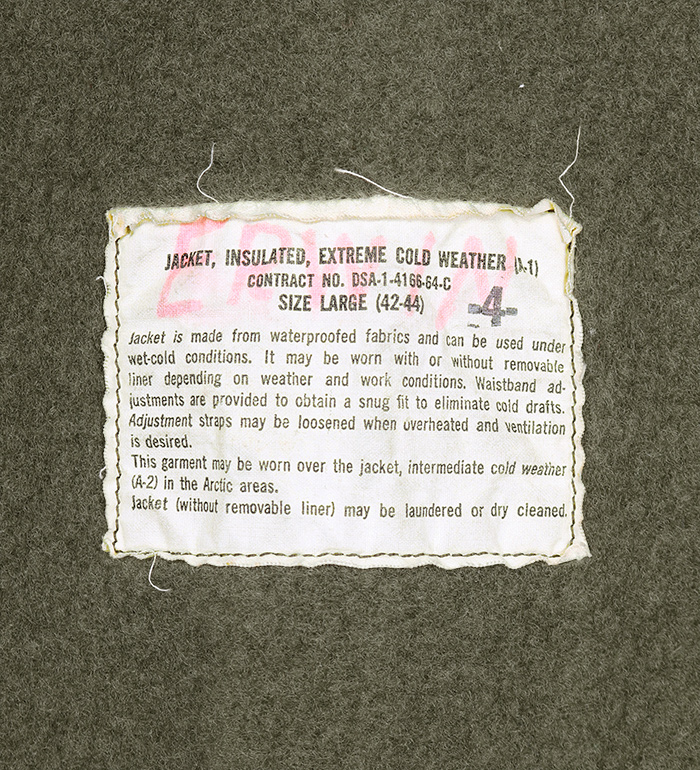 JACKET, INSULATED, EXTREME COLD WEATHER (A-1)
CONTRACT NO. DSA-1-4166-64-C
SIZE LARGE (42-44)
-4-
Jacket is made from waterproofed fabrics and can be used under
wet-cold conditions. It may be worn with or without removable
liner depending on weather and work conditions. Waistband ad-
justments are provided to obtain a snug fit to eliminate cold drafts.
Adjustment straps may be loosened when overheated and ventilation
is desired.
This garment may be worn over the jacket, intermediate cold weather
(A-2) in the Arctic areas.
Jacket (without removable liner) may be laundered or dry cleaned.